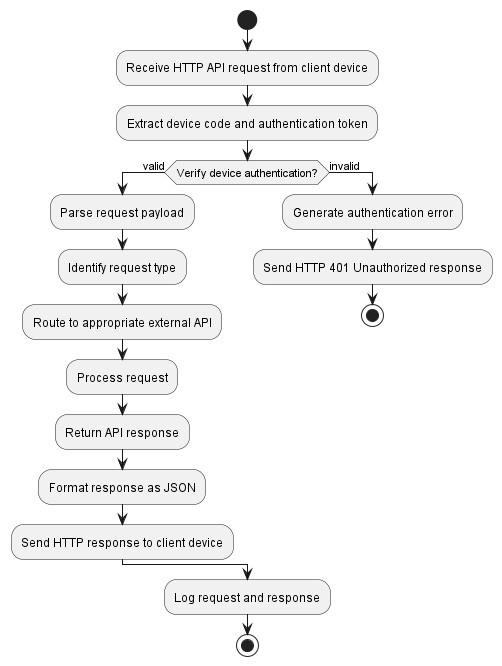 Receive HTTP API request from client device
Extract device code and authentication token
valid
Verify device authentication?
invalid
Parse request payload
Generate authentication error
Identify request type
Send HTTP 401 Unauthorized response
Route to appropriate external API
Process request
Return API response
Format response as JSON
Send HTTP response to client device
Log request and response